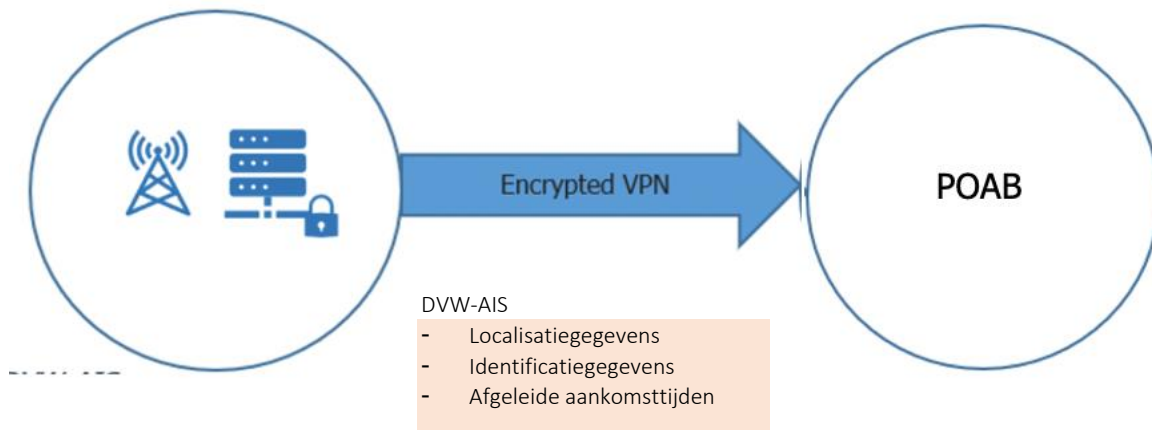 Encrypted VPN
POAB
DVW-AIS
- Localisatiegegevens
- Identificatiegegevens
- Afgeleide aankomsttijden